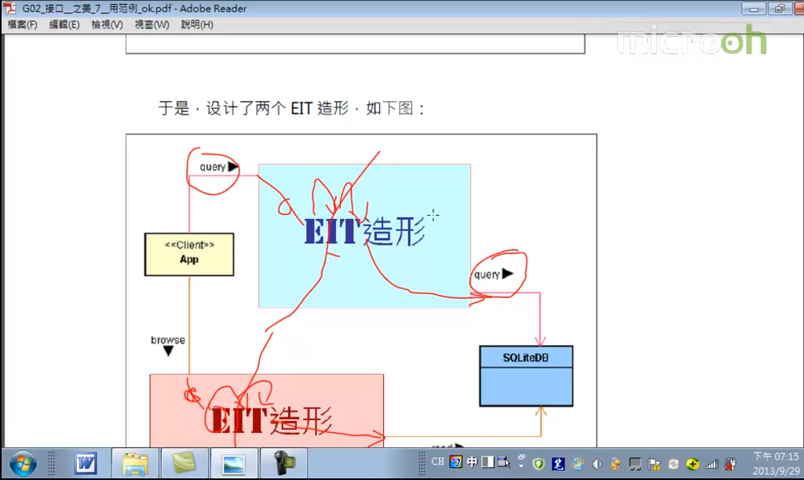 G02_接口__之美_7__用范例_ok.pdf - Adobe Reader
檔案(F) 編輯(E) 檢視(V) 視窗(W) 說明(H)
microoh
于是，设计了两个 EIT 造形，如下图：
query
EIT造形
<<Client>>
App
query
browse
SQLiteDB
EIT造形
CH
中
下午 07:15
2013/9/29